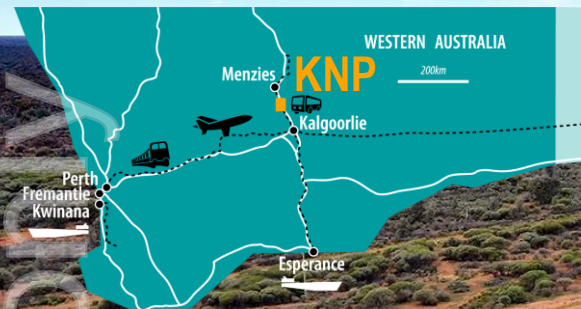 WESTERN AUSTRALIA
200km
KNP
Menzies
Kalgoorlie
Perth
Fremantle
Kwinana
Esperance